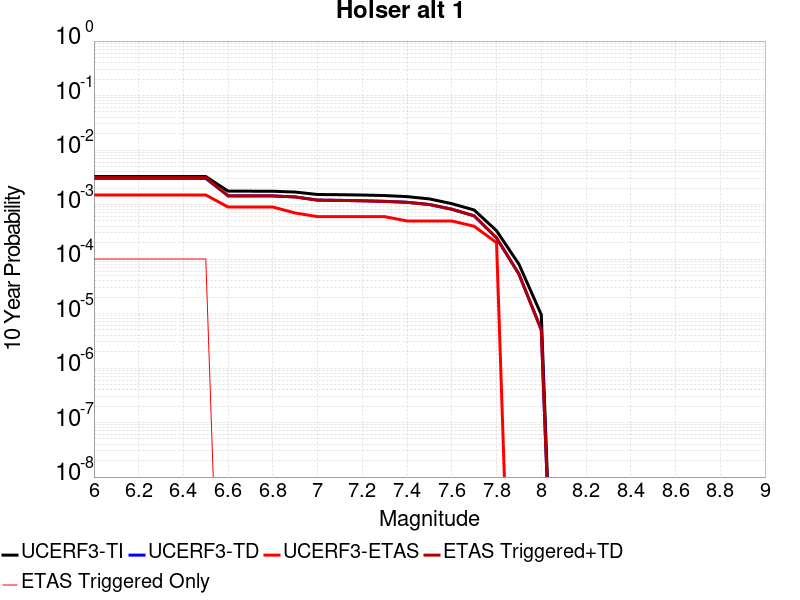 Holser alt 1
10 0
10 -1
10 -2
10 -3
10 -4
10 -5
10 -6
10 -7
10 -8
10 Year Probability
6 6.2 6.4 6.6 6.8 7 7.2 7.4 7.6 7.8 8 8.2 8.4 8.6 8.8 9
Magnitude
UCERF3-TI UCERF3-TD UCERF3-ETAS ETAS Triggered+TD
ETAS Triggered Only